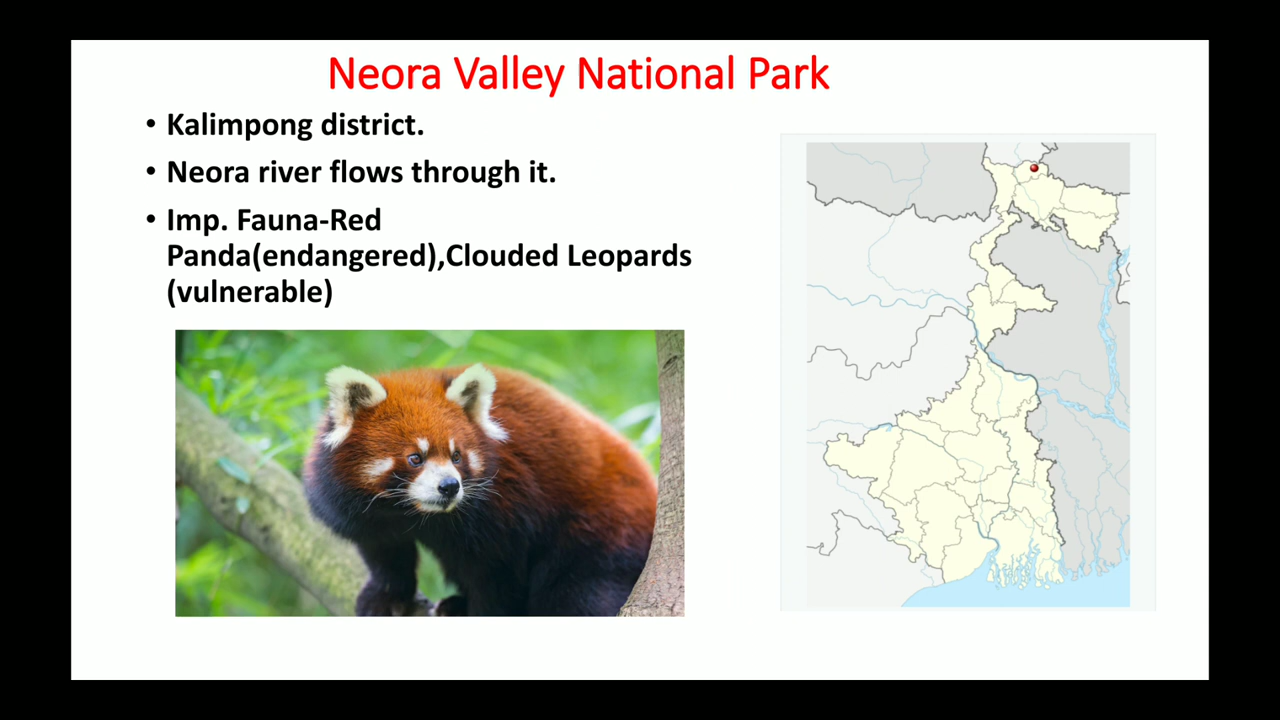 Neora Valley National Park
• Kalimpong district.
• Neora river flows through it.
• Imp. Fauna-Red
Panda(endangered),Clouded Leopards
(vulnerable)